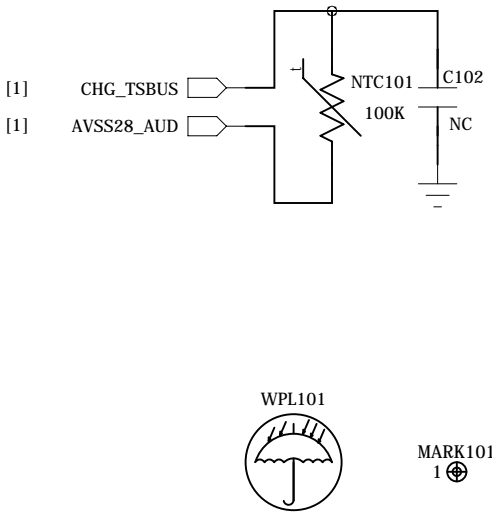 [1] CHG_TSBUS
[1] AVSS28_AUD
t
NTC101
100K
C102
NC
WPL101
MARK101
1